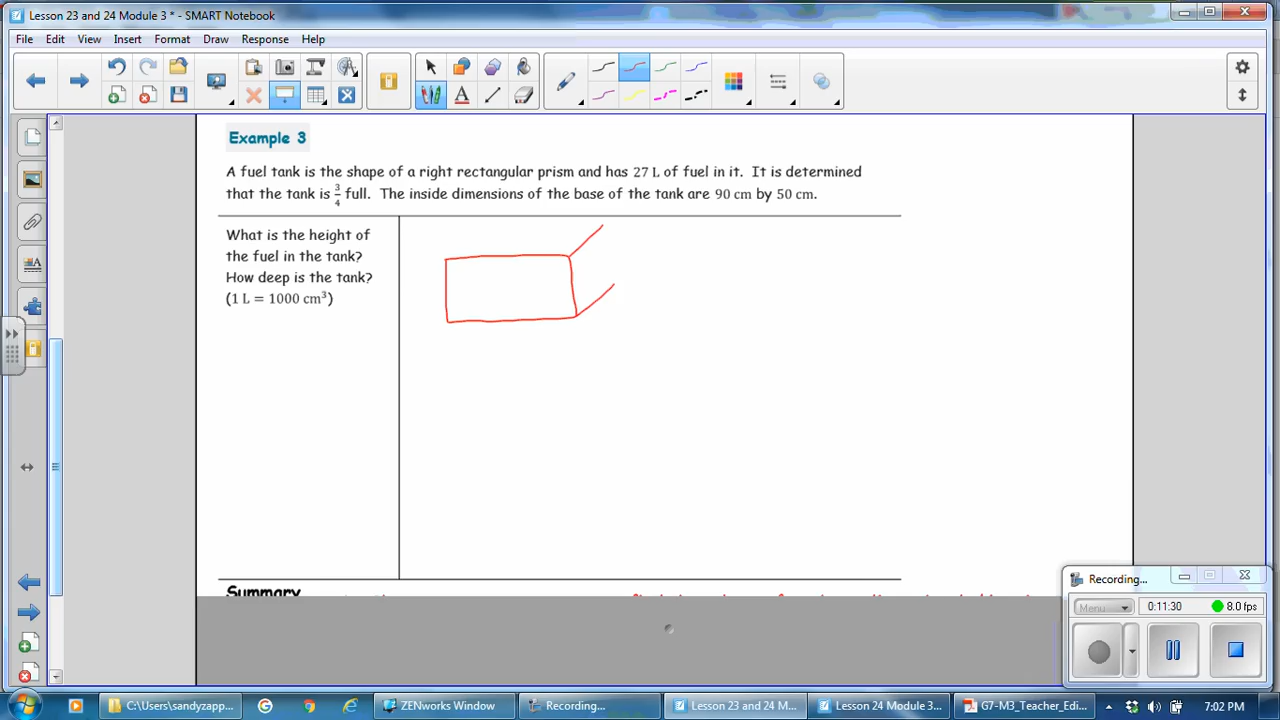 Lesson 23 and 24 Module 3 * - SMART Notebook
File Edit View Insert Format Draw Response Help
Example 3
A fuel tank is the shape of a right rectangular prism and has 27 L of fuel in it. It is determined
that the tank is 3/4 full. The inside dimensions of the base of the tank are 90 cm by 50 cm.
What is the height of
the fuel in the tank?
How deep is the tank?
(1 L = 1000 cm³)
Summary
Recording...
Menu
0:11:30
8.0 fps
C:\Users\sandyzapp...
ZENworks Window
Recording...
Lesson 23 and 24 M...
Lesson 24 Module 3...
G7-M3_Teacher_Edi...
7:02 PM